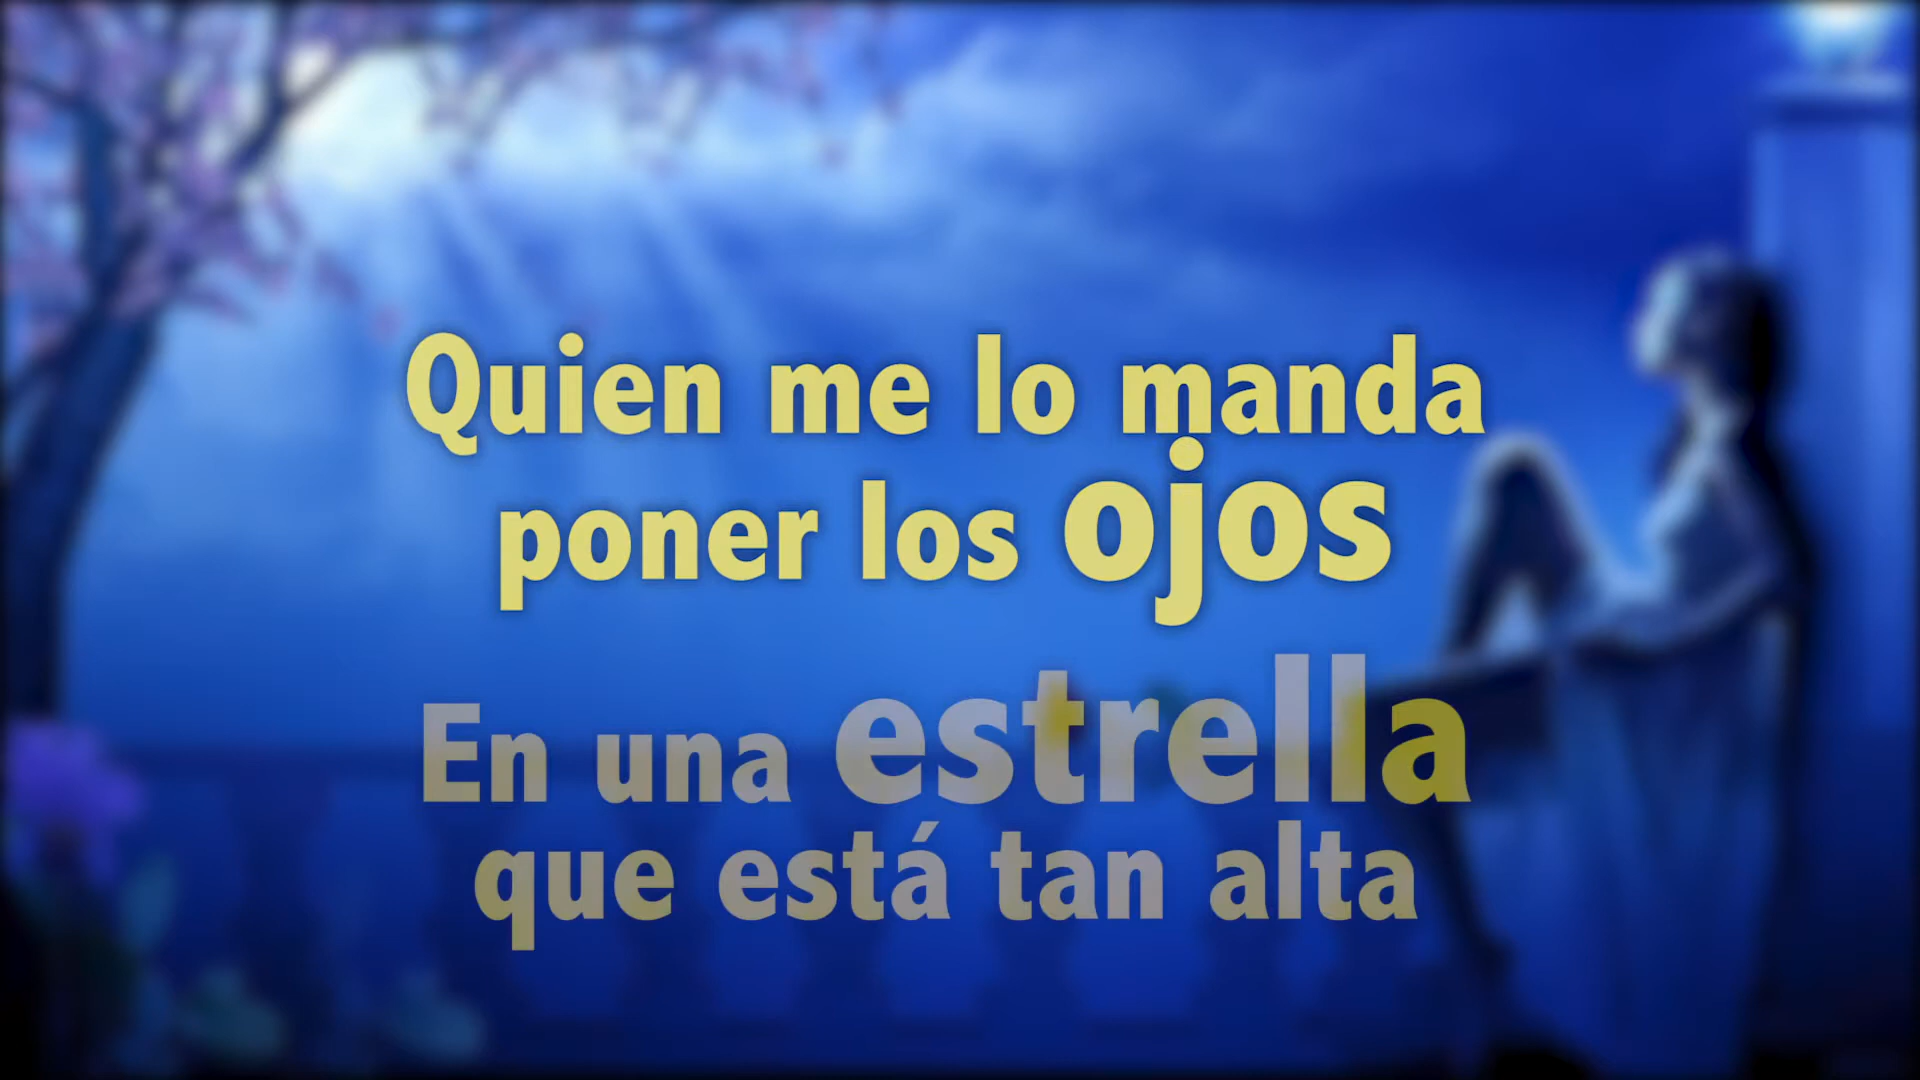 Quien me lo manda
poner los ojos
En una estrella
que está tan alta